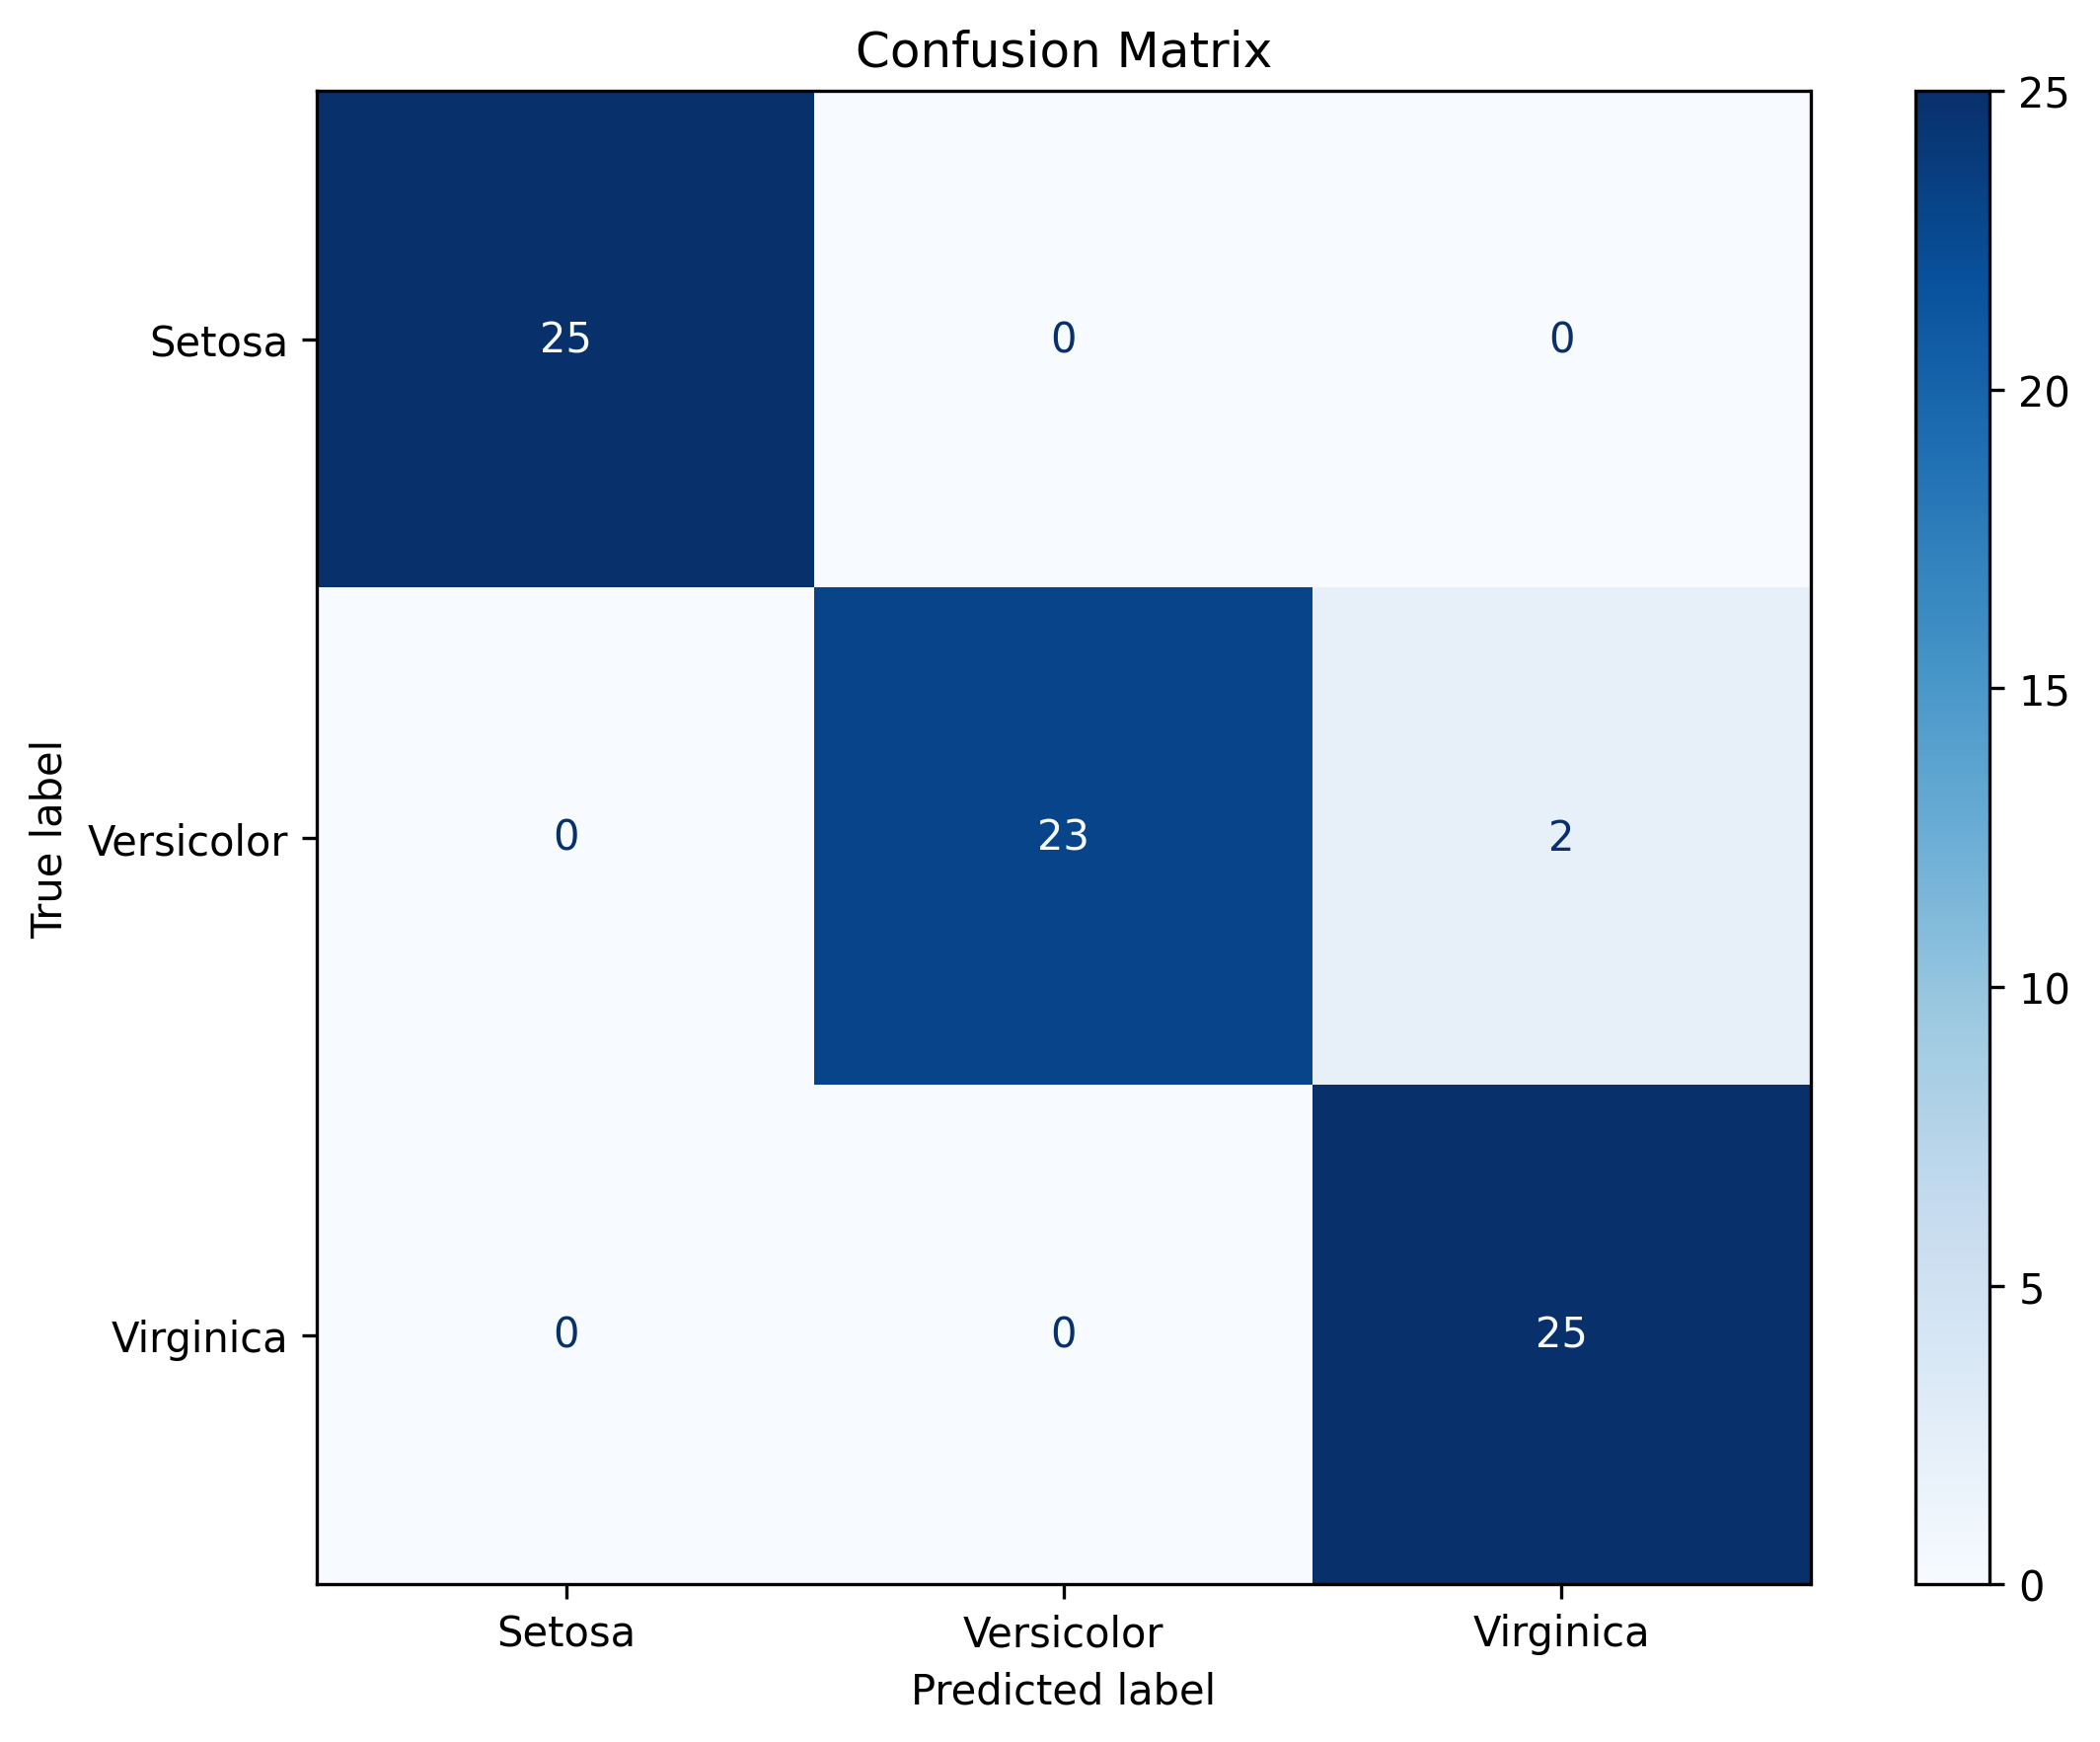 Confusion Matrix
25
Setosa 25 0 0
20
15
True label
Versicolor 0 23 2
10
5
Virginica 0 0 25
0
Setosa Versicolor Virginica
Predicted label